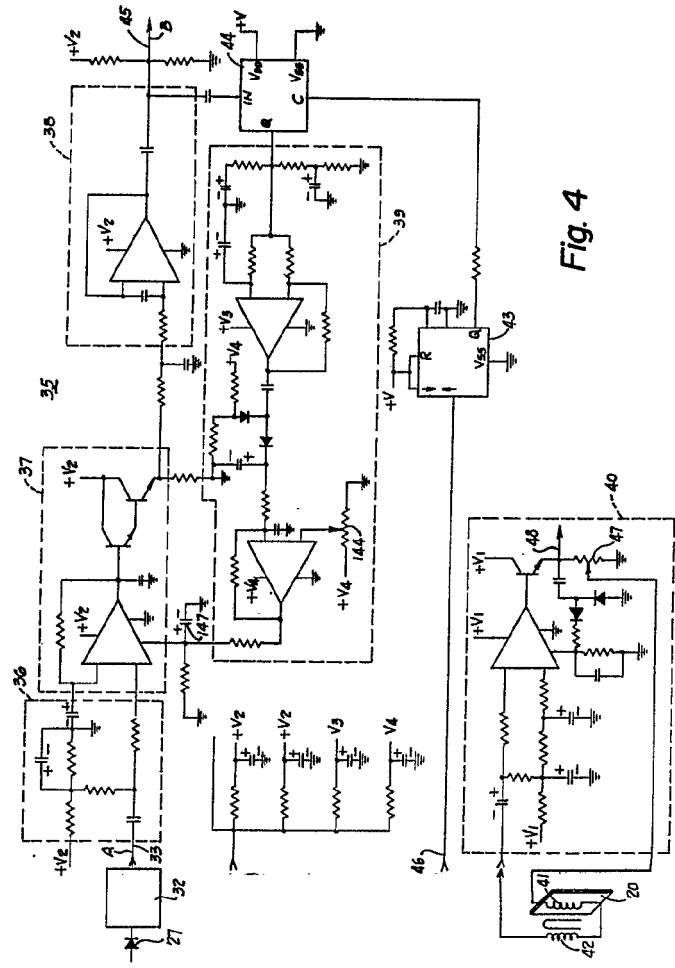 +V2
45
B
38
+V2
44
+V
VDD
VSS
IN
C
Q
35
37
+V2
+V2
39
+V3
+V4
+V4
144
+V4
147
36
+V2
A
33
32
27
+V2
+V2
V3
V4
46
+V
R
Q
VSS
43
40
+V1
+V1
48
47
+V1
41
42
20
Fig. 4